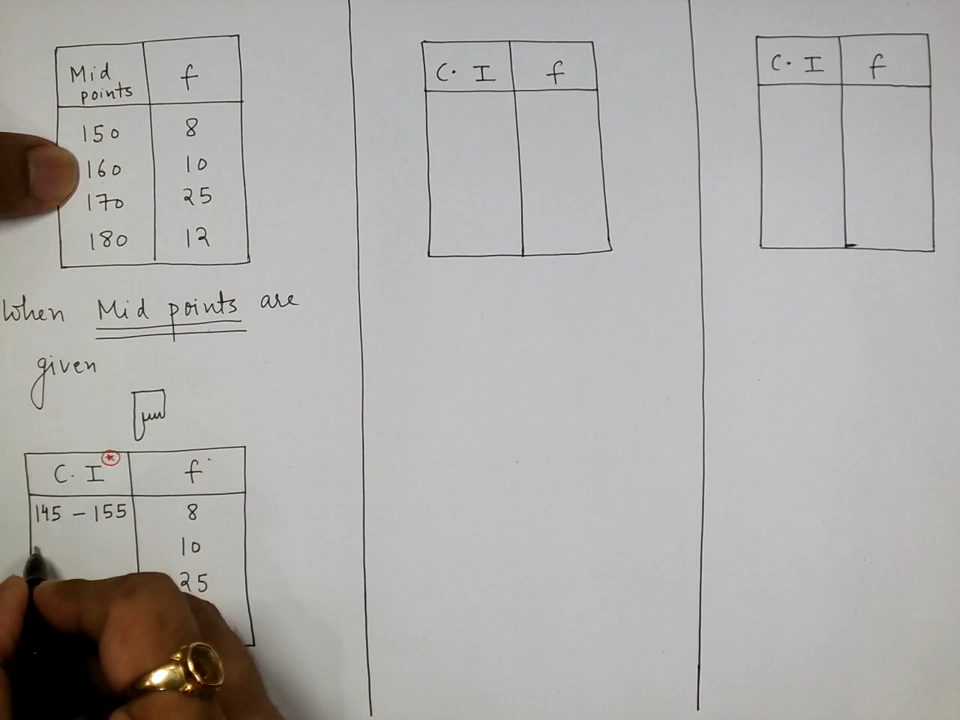 Mid points f
150 8
160 10
170 25
180 12
When Mid points are
given
C. I f
145 - 155 8
10
25
C. I f
C. I f